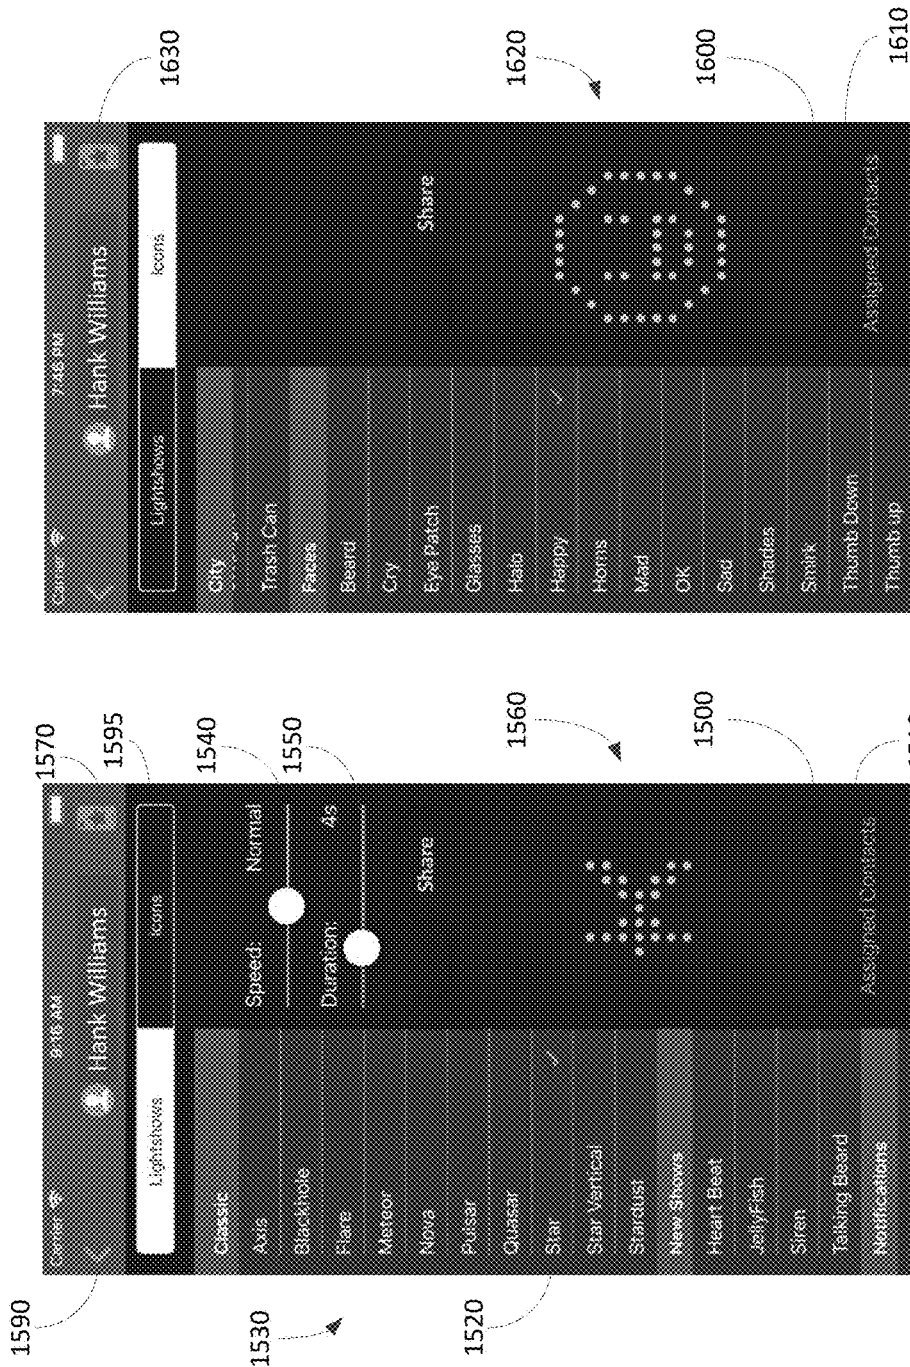 1590
1530
1520
Carrier
9:16 AM
Hank Williams
Lightshows
Icons
Classic
Axis
Blackhole
Flare
Meteor
Nova
Pulsar
Quasar
Star
Star Vertical
Stardust
New Shows
Heart Beat
JellyFish
Siren
Talking Beard
Notifications
Speed:
Normal
Duration:
4s
Share
Assigned Contacts
1570
1595
1540
1550
1560
1500
Carrier
7:46 PM
Hank Williams
Lightshows
Icons
City
Trash Can
Faces
Beard
Cry
Eye Patch
Glasses
Halo
Happy
Horns
Mad
OK
Sad
Shades
Smirk
Thumb Down
Thumb up
Share
Assigned Contacts
1630
1620
1600
1610